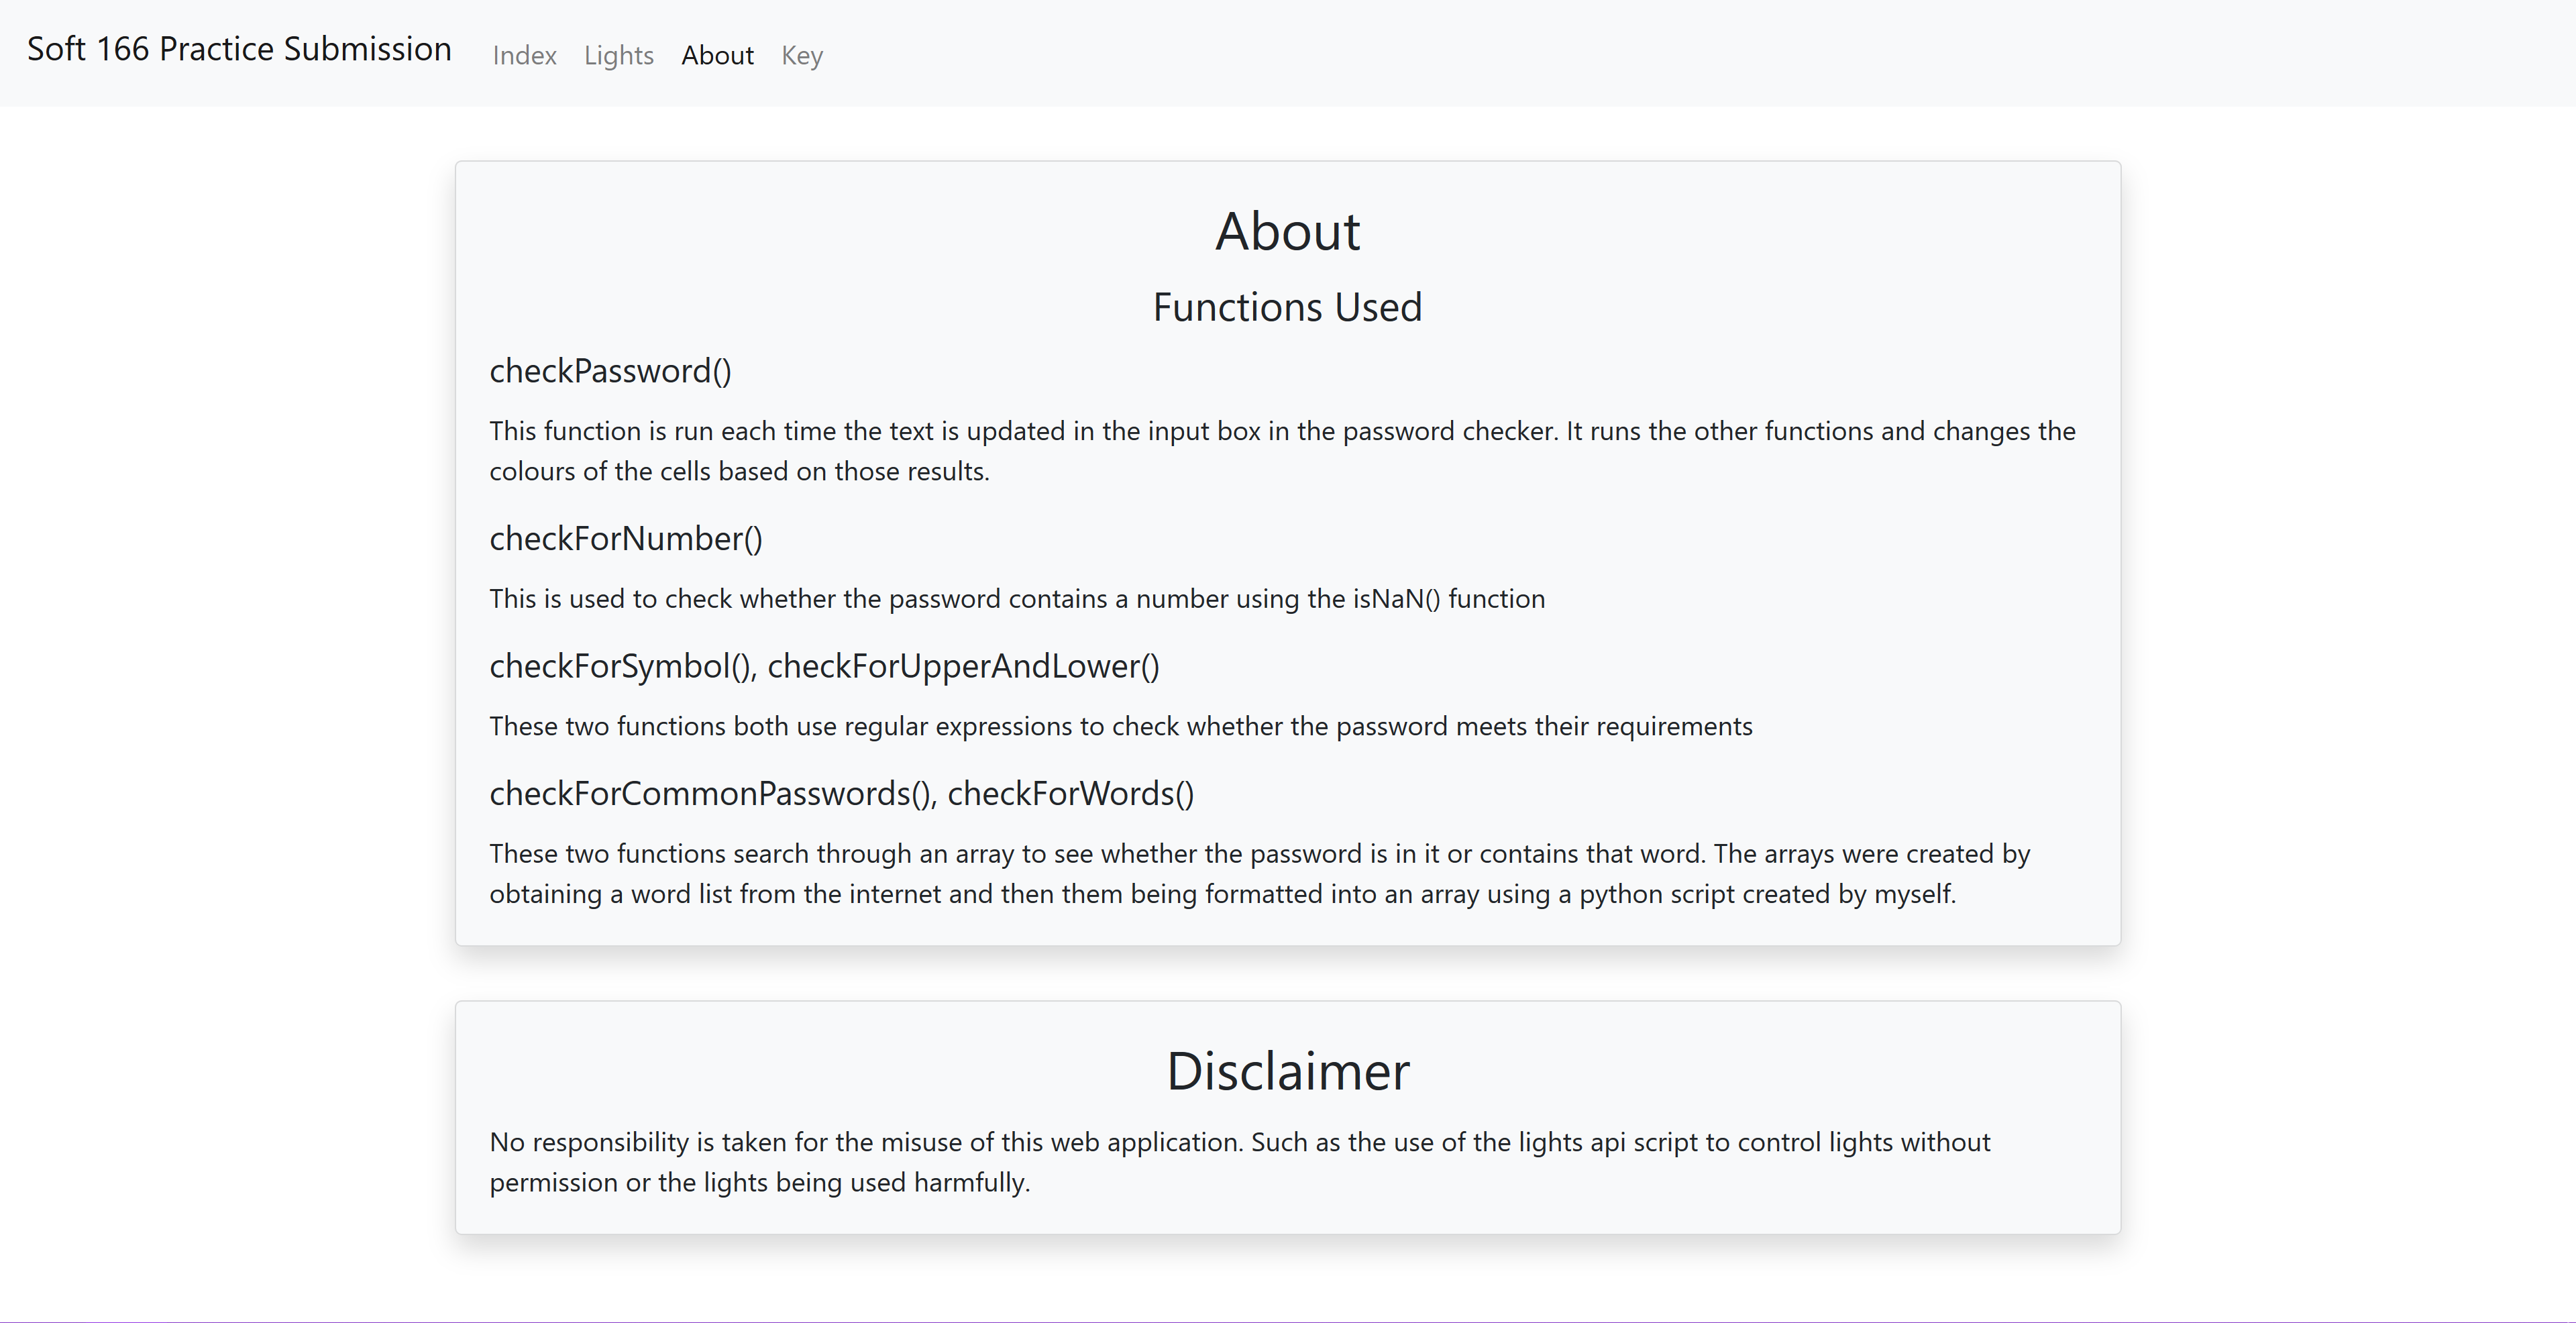 Soft 166 Practice Submission Index Lights About Key
About
Functions Used
checkPassword()
This function is run each time the text is updated in the input box in the password checker. It runs the other functions and changes the
colours of the cells based on those results.
checkForNumber()
This is used to check whether the password contains a number using the isNaN() function
checkForSymbol(), checkForUpperAndLower()
These two functions both use regular expressions to check whether the password meets their requirements
checkForCommonPasswords(), checkForWords()
These two functions search through an array to see whether the password is in it or contains that word. The arrays were created by
obtaining a word list from the internet and then them being formatted into an array using a python script created by myself.
Disclaimer
No responsibility is taken for the misuse of this web application. Such as the use of the lights api script to control lights without
permission or the lights being used harmfully.